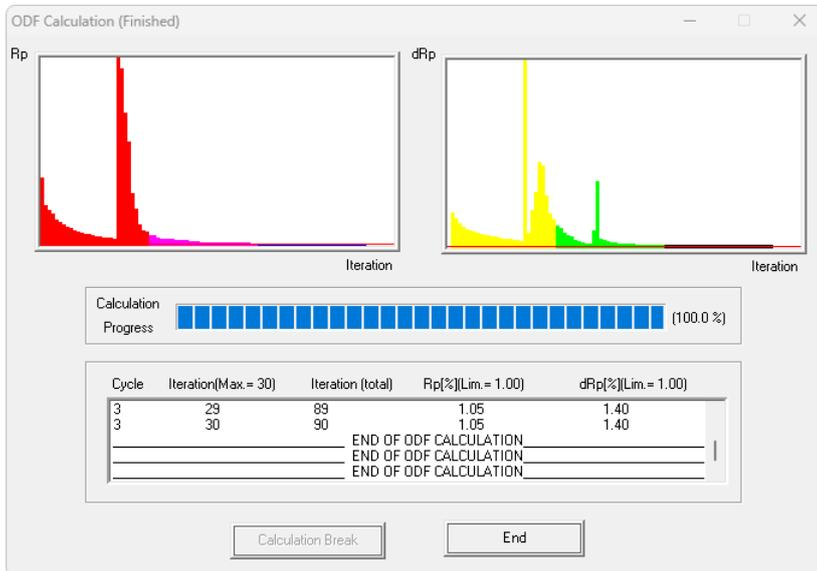 ODF Calculation (Finished)
Rp
dRp
Iteration
Iteration
Calculation
Progress
(100.0 %)
Cycle Iteration(Max.= 30) Iteration (total) Rp[%](Lim.= 1.00) dRp[%](Lim.= 1.00)
3 29 89 1.05 1.40
3 30 90 1.05 1.40
END OF ODF CALCULATION
END OF ODF CALCULATION
END OF ODF CALCULATION
Calculation Break
End